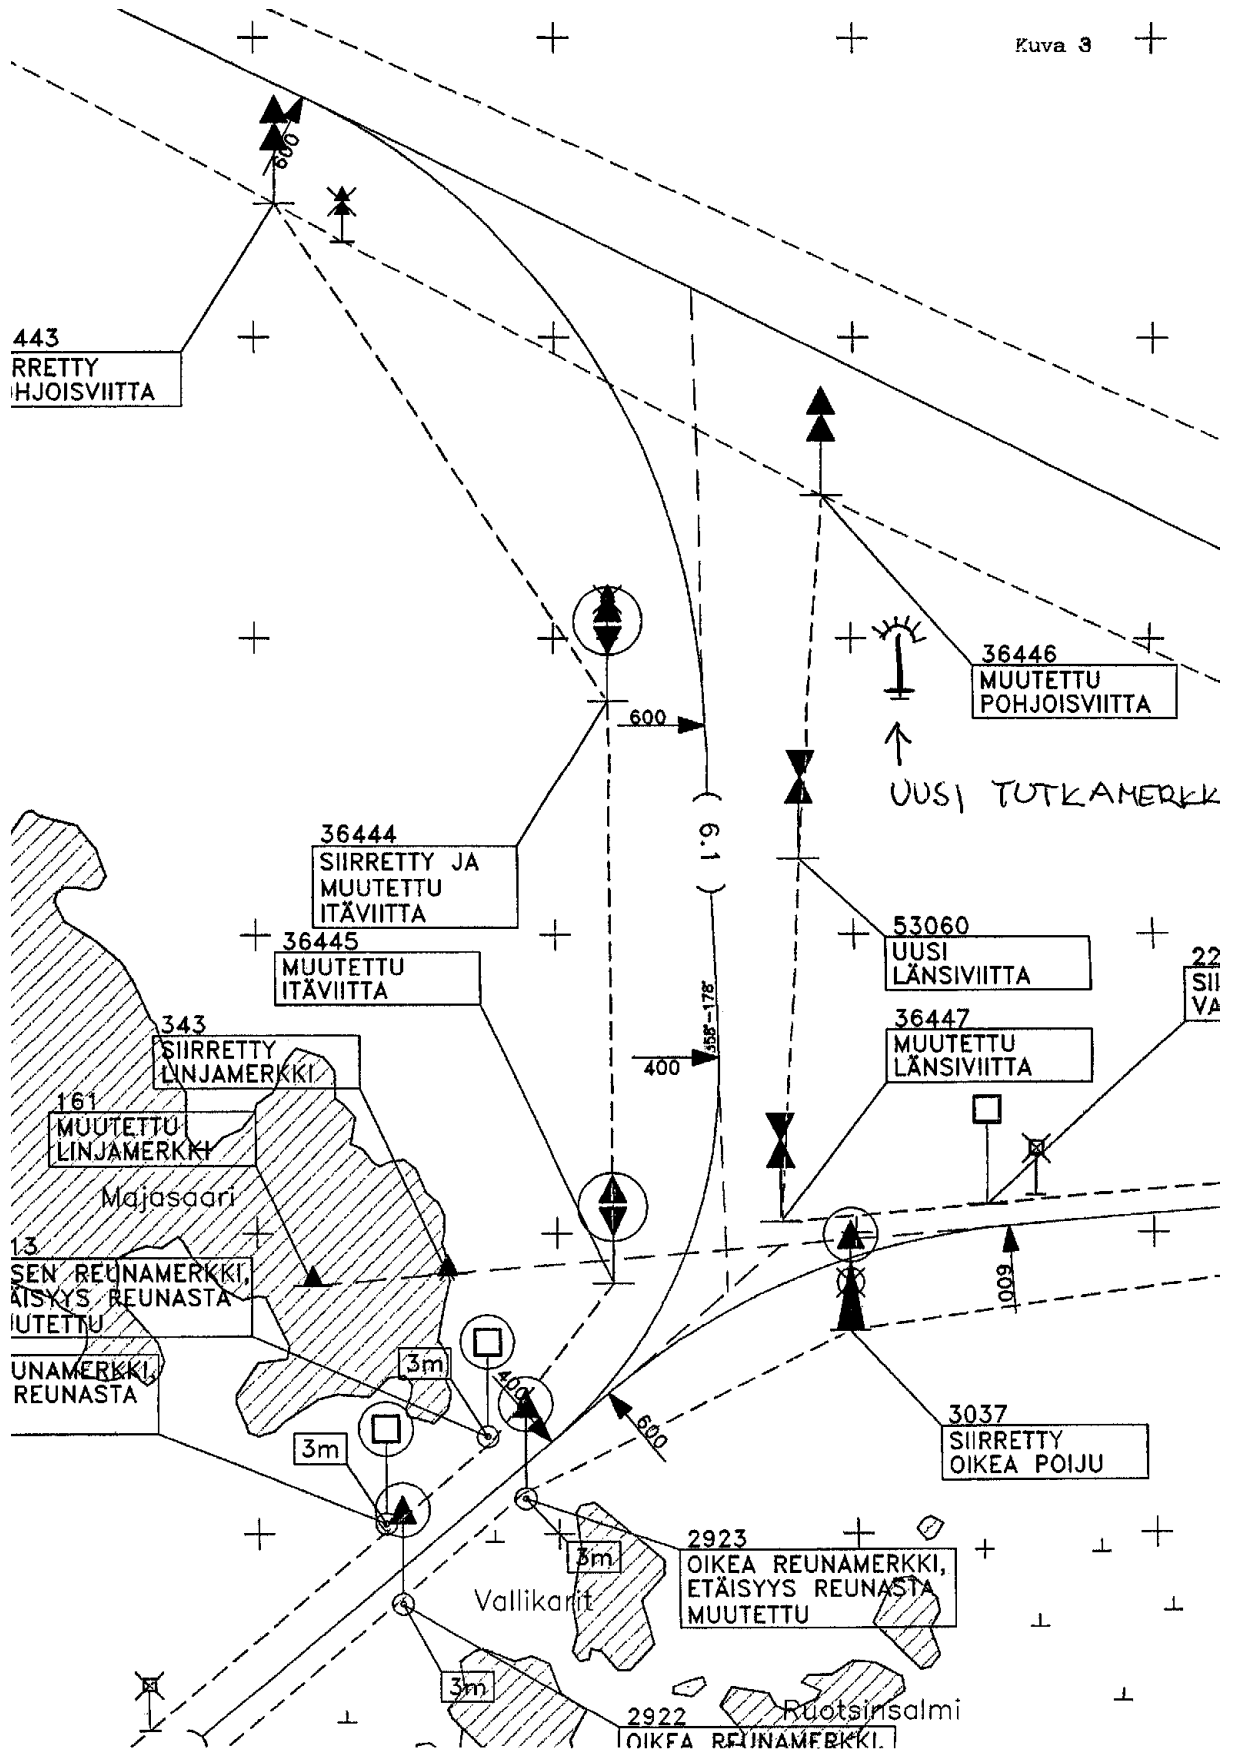 Kuva 3
600
443
RRETTY
HJOISVIITTA
36446
MUUTETTU
POHJOISVIITTA
600
UUSI TUTKAMERKK
6.1
36444
SIIRRETTY JA
MUUTETTU
ITÄVIITTA
53060
UUSI
LÄNSIVIITTA
36445
MUUTETTU
ITÄVIITTA
22
SII
VA
358°-178°
36447
MUUTETTU
LÄNSIVIITTA
400
343
SIIRRETTY
LINJAMERKKI
161
MUUTETTU
LINJAMERKKI
Majasaari
13
SEN REUNAMERKKI,
ÄISYYS REUNASTA
UTETTU
600
3m
UNAMERKKI,
REUNASTA
400
600
3m
3037
SIIRRETTY
OIKEA POIJU
2923
OIKEA REUNAMERKKI,
ETÄISYYS REUNASTA
MUUTETTU
3m
Vallikarit
3m
Ruotsinsalmi
2922
OIKEA REUNAMERKKI,